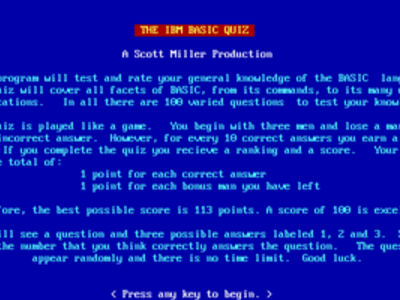 THE IBM BASIC QUIZ
A Scott Miller Production
program will test and rate your general knowledge of the BASIC lang
uiz will cover all facets of BASIC, from its commands, to its many
tations. In all there are 100 varied questions to test your know
uiz is played like a game. You begin with three men and lose a ma
incorrect answer. However, for every 10 correct answers you earn a
If you complete the quiz you recieve a ranking and a score. Your
e total of:
1 point for each correct answer
1 point for each bonus man you have left
fore, the best possible score is 113 points. A score of 100 is exce
ill see a question and three possible answers labeled 1, 2 and 3.
the number that you think correctly answers the question. The ques
appear randomly and there is no time limit. Good luck.
< Press any key to begin. >